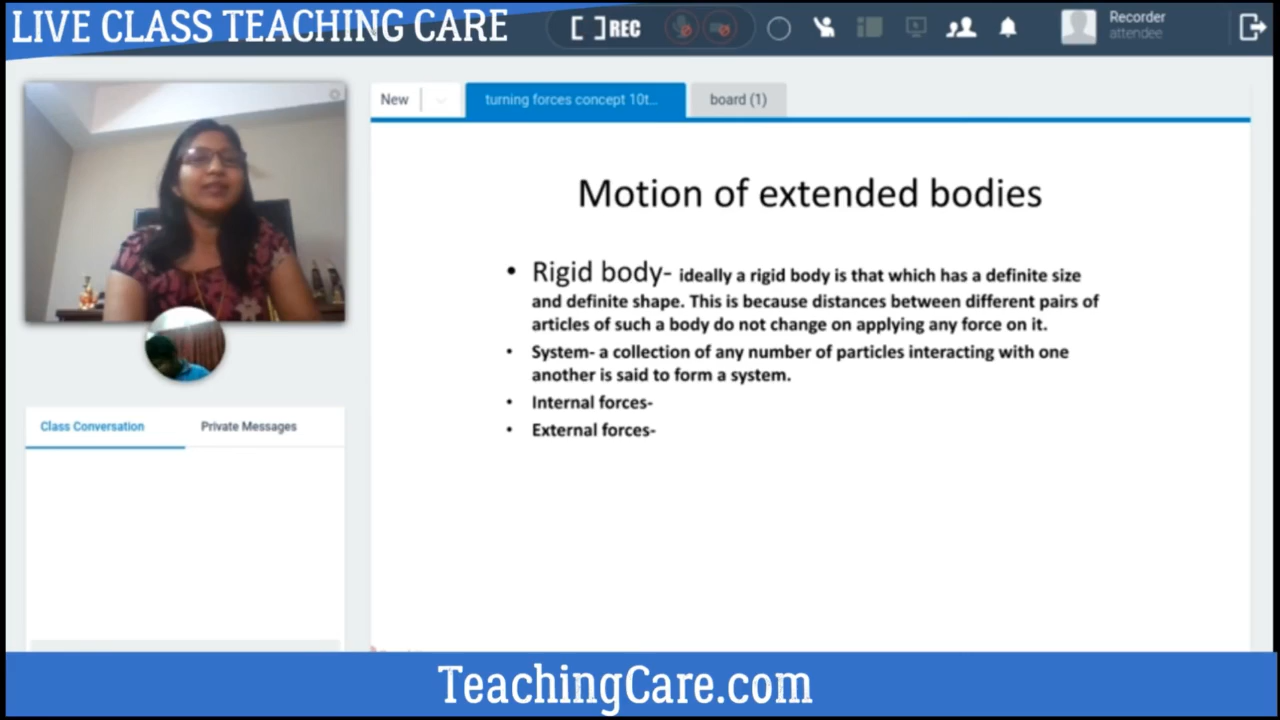 LIVE CLASS TEACHING CARE
[ ]REC
Recorder
attendee
New
turning forces concept 10t...
board (1)
Motion of extended bodies
• Rigid body- ideally a rigid body is that which has a definite size
and definite shape. This is because distances between different pairs of
articles of such a body do not change on applying any force on it.
• System- a collection of any number of particles interacting with one
another is said to form a system.
• Internal forces-
• External forces-
Class Conversation
Private Messages
TeachingCare.com